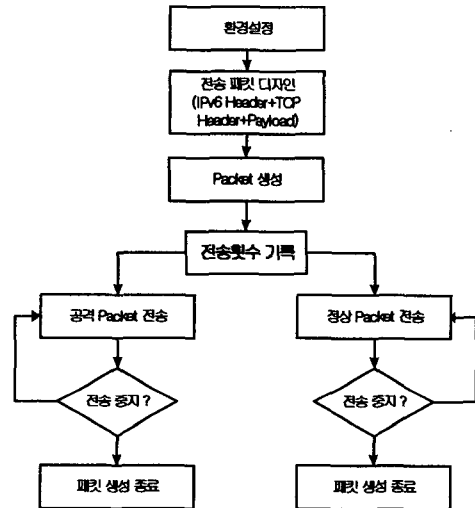 환경설정
전송 패킷 디자인
(IPv6 Header+TCP
Header+Payload)
Packet 생성
전송횟수 기록
공격 Packet 전송
정상 Packet 전송
전송 중지 ?
전송 중지 ?
패킷 생성 종료
패킷 생성 종료